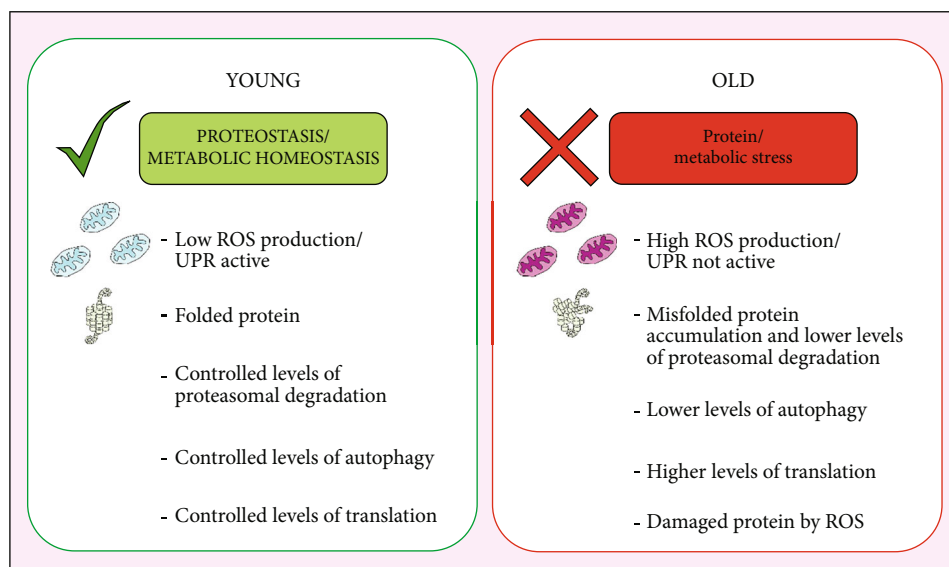 YOUNG
PROTEOSTASIS/
METABOLIC HOMEOSTASIS
- Low ROS production/
UPR active
- Folded protein
- Controlled levels of
proteasomal degradation
- Controlled levels of autophagy
- Controlled levels of translation
OLD
Protein/
metabolic stress
- High ROS production/
UPR not active
- Misfolded protein
accumulation and lower levels
of proteasomal degradation
- Lower levels of autophagy
- Higher levels of translation
- Damaged protein by ROS